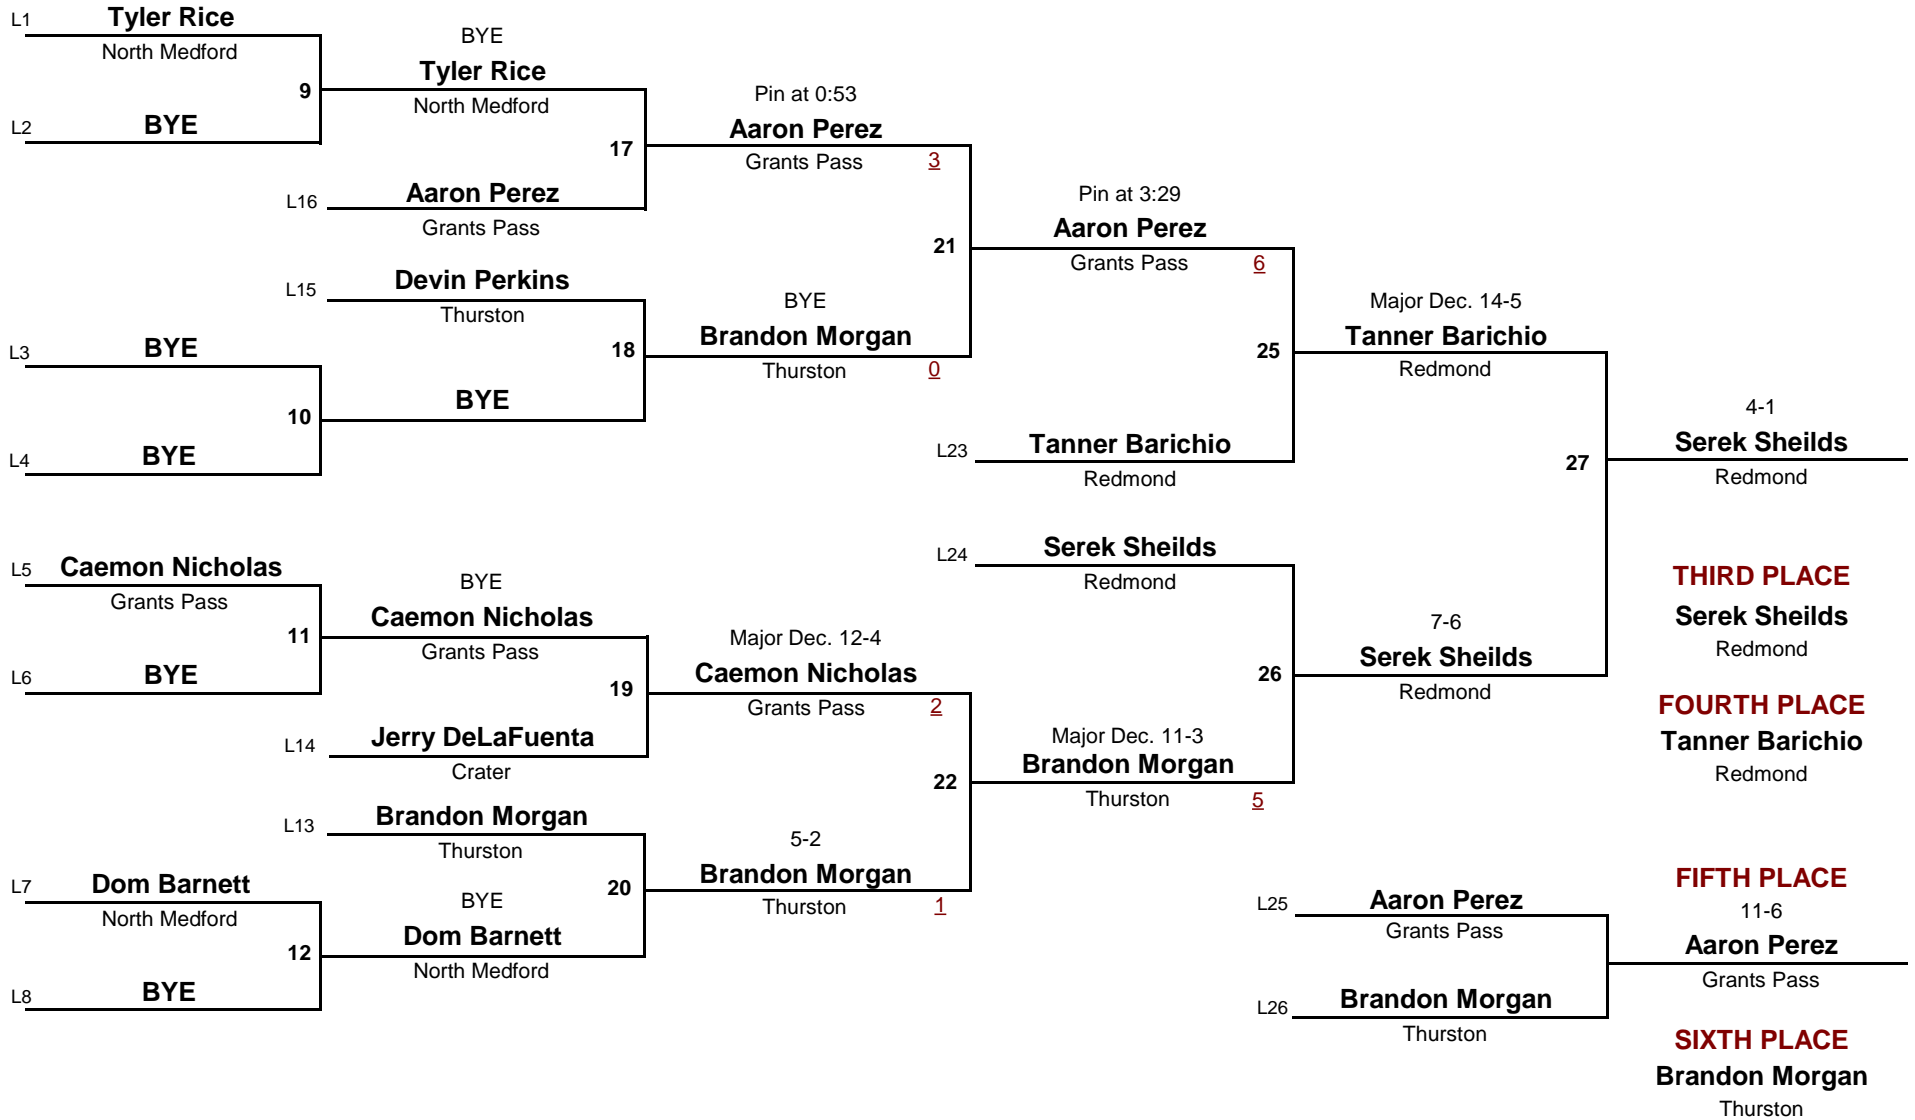 L1 Tyler Rice
North Medford
9
L2 BYE
BYE
Tyler Rice
North Medford
17
L16 Aaron Perez
Grants Pass
Pin at 0:53
Aaron Perez
Grants Pass 3
21
L15 Devin Perkins
Thurston
18
L3 BYE
10
L4 BYE
BYE
BYE
Brandon Morgan
Thurston 0
Pin at 3:29
Aaron Perez
Grants Pass 6
25
L23 Tanner Barichio
Redmond
Major Dec. 14-5
Tanner Barichio
Redmond
27
4-1
Serek Sheilds
Redmond
L5 Caemon Nicholas
Grants Pass
11
L6 BYE
BYE
Caemon Nicholas
Grants Pass
19
L14 Jerry DeLaFuenta
Crater
Major Dec. 12-4
Caemon Nicholas
Grants Pass 2
22
L13 Brandon Morgan
Thurston
20
L7 Dom Barnett
North Medford
12
L8 BYE
BYE
Dom Barnett
North Medford
5-2
Brandon Morgan
Thurston 1
L24 Serek Sheilds
Redmond
26
Major Dec. 11-3
Brandon Morgan
Thurston 5
7-6
Serek Sheilds
Redmond
THIRD PLACE
Serek Sheilds
Redmond
FOURTH PLACE
Tanner Barichio
Redmond
L25 Aaron Perez
Grants Pass
L26 Brandon Morgan
Thurston
FIFTH PLACE
11-6
Aaron Perez
Grants Pass
SIXTH PLACE
Brandon Morgan
Thurston